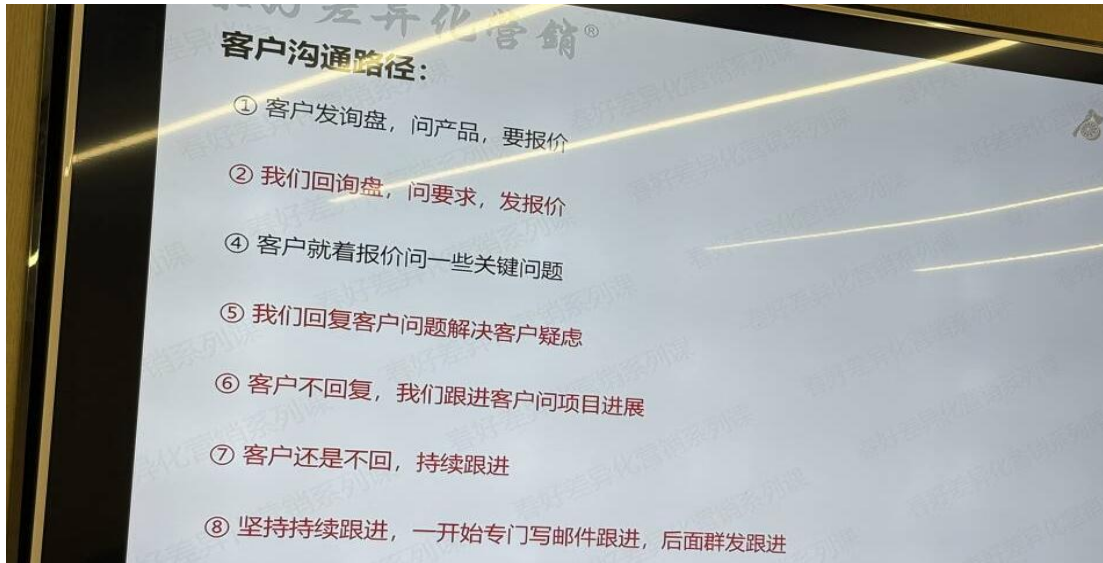 差异化营銷®
客户沟通路径：
① 客户发询盘，问产品，要报价
② 我们回询盘，问要求，发报价
④ 客户就着报价问一些关键问题
⑤ 我们回复客户问题解决客户疑虑
⑥ 客户不回复，我们跟进客户问项目进展
⑦ 客户还是不回，持续跟进
⑧ 坚持持续跟进，一开始专门写邮件跟进，后面群发跟进